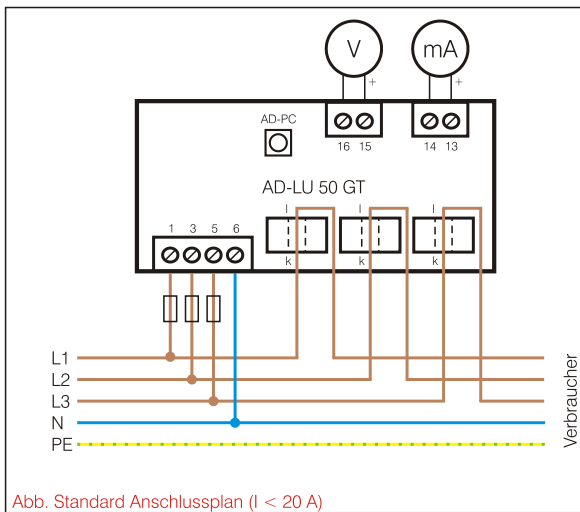 V
mA
+
+
AD-PC
16 15
14 13
AD-LU 50 GT
1 3 5 6
l
l
l
k
k
k
L1
L2
L3
N
PE
Verbraucher
Abb. Standard Anschlussplan (I < 20 A)